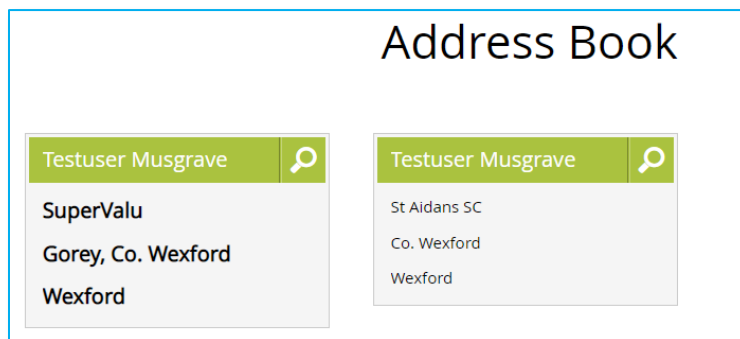 Address Book
Testuser Musgrave
SuperValu
Gorey, Co. Wexford
Wexford
Testuser Musgrave
St Aidans SC
Co. Wexford
Wexford